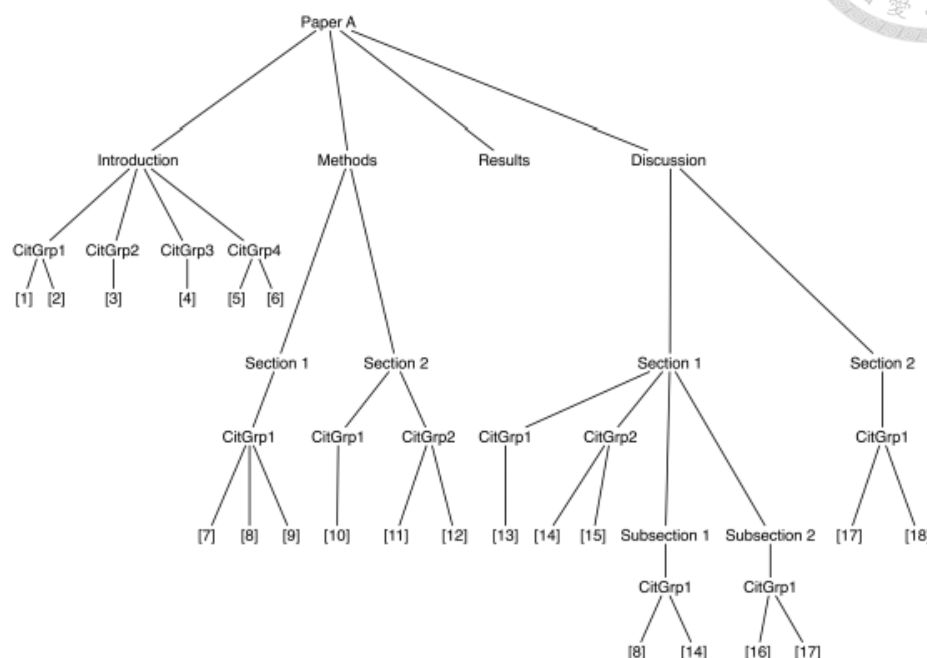 愛
Paper A
Introduction Methods Results Discussion
CitGrp1 CitGrp2 CitGrp3 CitGrp4
[1] [2] [3] [4] [5] [6]
Section 1 Section 2 Section 1 Section 2
CitGrp1 CitGrp1 CitGrp2 CitGrp1 CitGrp2 CitGrp1
[7] [8] [9] [10] [11] [12] [13] [14] [15] Subsection 1 Subsection 2 [17] [18]
CitGrp1 CitGrp1
[8] [14] [16] [17]